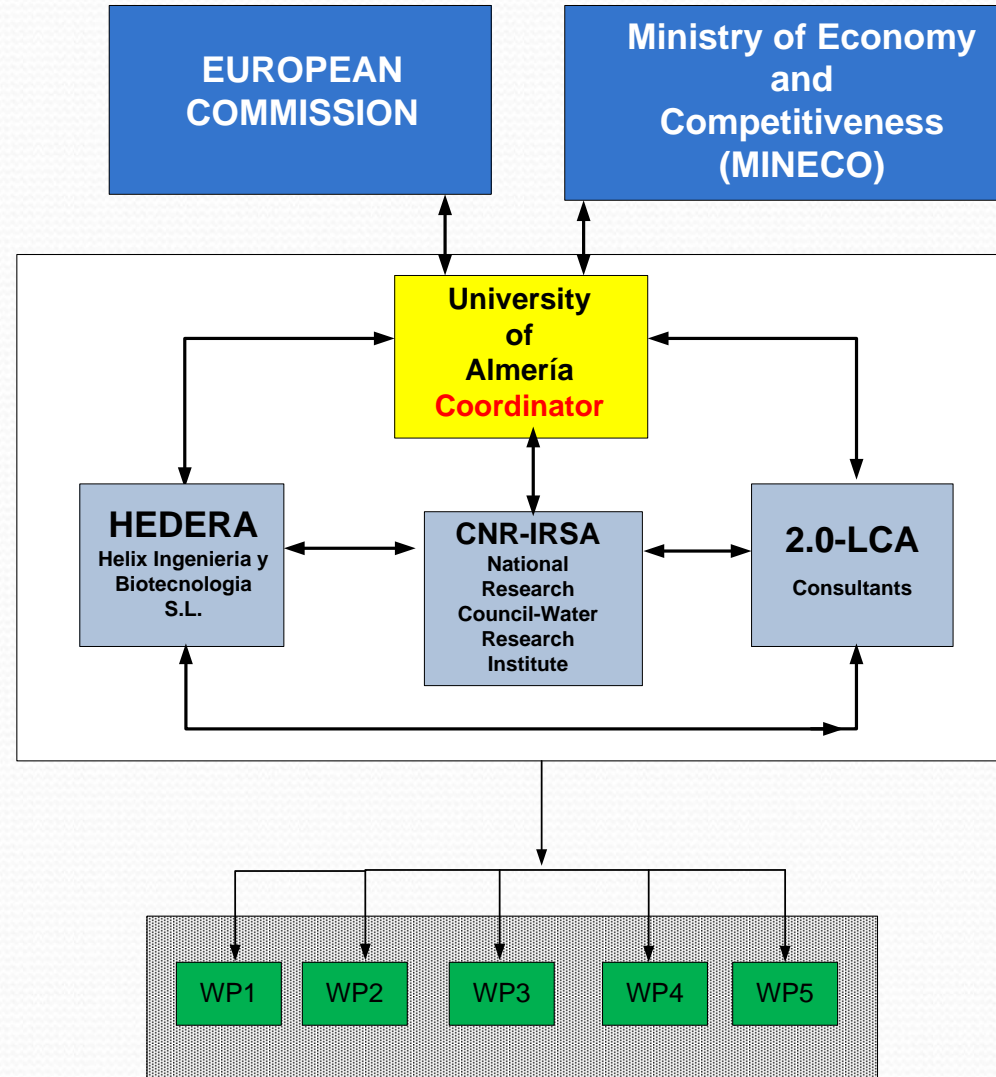 EUROPEAN
COMMISSION
Ministry of Economy
and
Competitiveness
(MINECO)
University
of
Almería
Coordinator
HEDERA
Helix Ingenieria y
Biotecnologia
S.L.
CNR-IRSA
National
Research
Council-Water
Research
Institute
2.0-LCA
Consultants
WP1
WP2
WP3
WP4
WP5